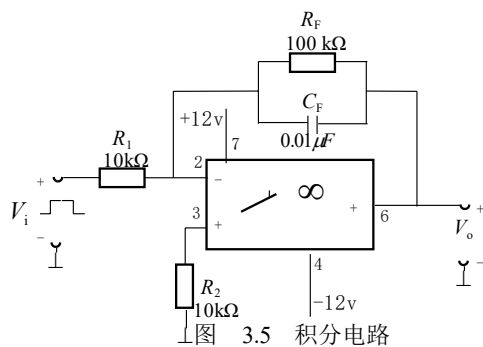 R_F
100 kΩ
C_F
0.01μF
+12v
7
R_1
10kΩ
2
-
∞
+
V_i
+
-
3
+
+
6
V_o
-
4
-12v
R_2
10kΩ
图 3.5 积分电路